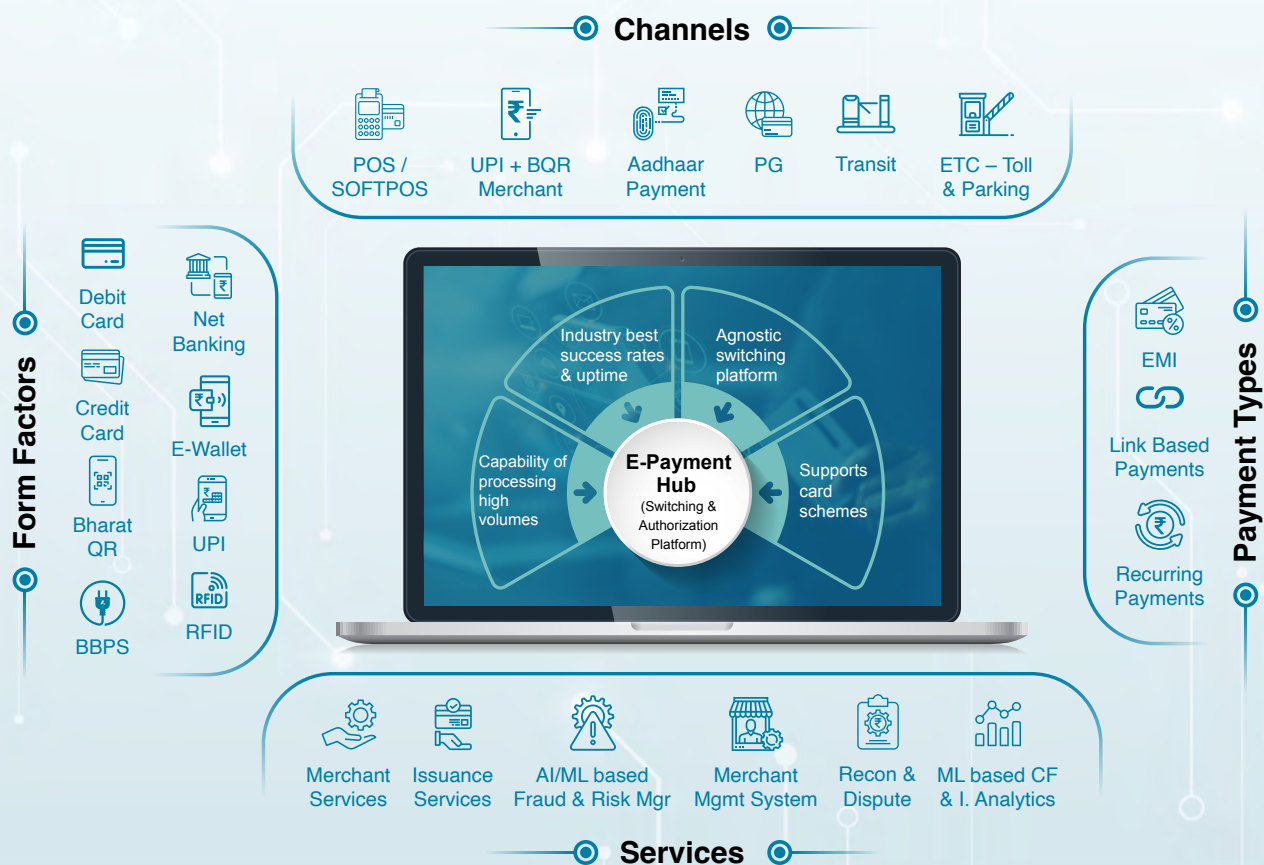 Channels
POS /
SOFTPOS
UPI + BQR
Merchant
Aadhaar
Payment
PG
Transit
ETC – Toll
& Parking
Form Factors
Debit
Card
Credit
Card
Bharat
QR
BBPS
Net
Banking
E-Wallet
UPI
RFID
RFID
Capability of
processing
high
volumes
Industry best
success rates
& uptime
Agnostic
switching
platform
Supports
card
schemes
E-Payment
Hub
(Switching &
Authorization
Platform)
Payment Types
EMI
Link Based
Payments
Recurring
Payments
Merchant
Services
Issuance
Services
AI/ML based
Fraud & Risk Mgr
Merchant
Mgmt System
Recon &
Dispute
ML based CF
& I. Analytics
Services